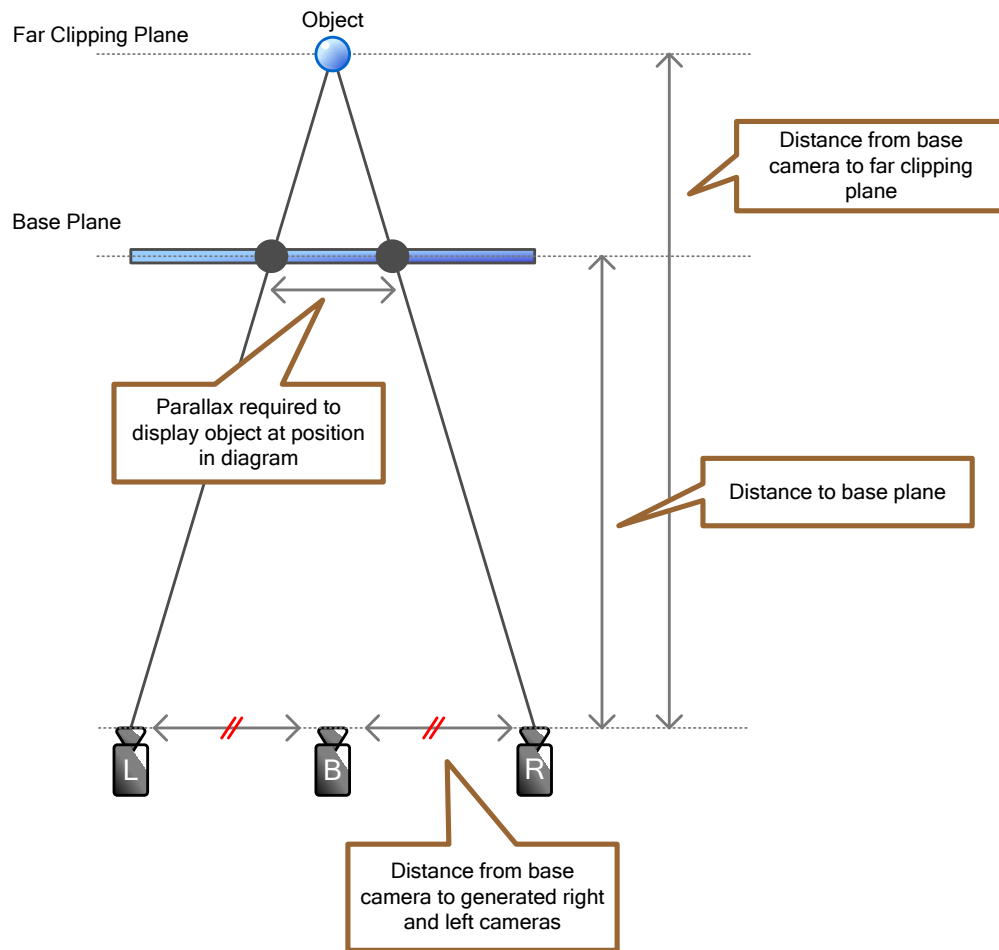 Object
Far Clipping Plane
Distance from base
camera to far clipping
plane
Base Plane
Parallax required to
display object at position
in diagram
Distance to base plane
L
B
R
Distance from base
camera to generated right
and left cameras